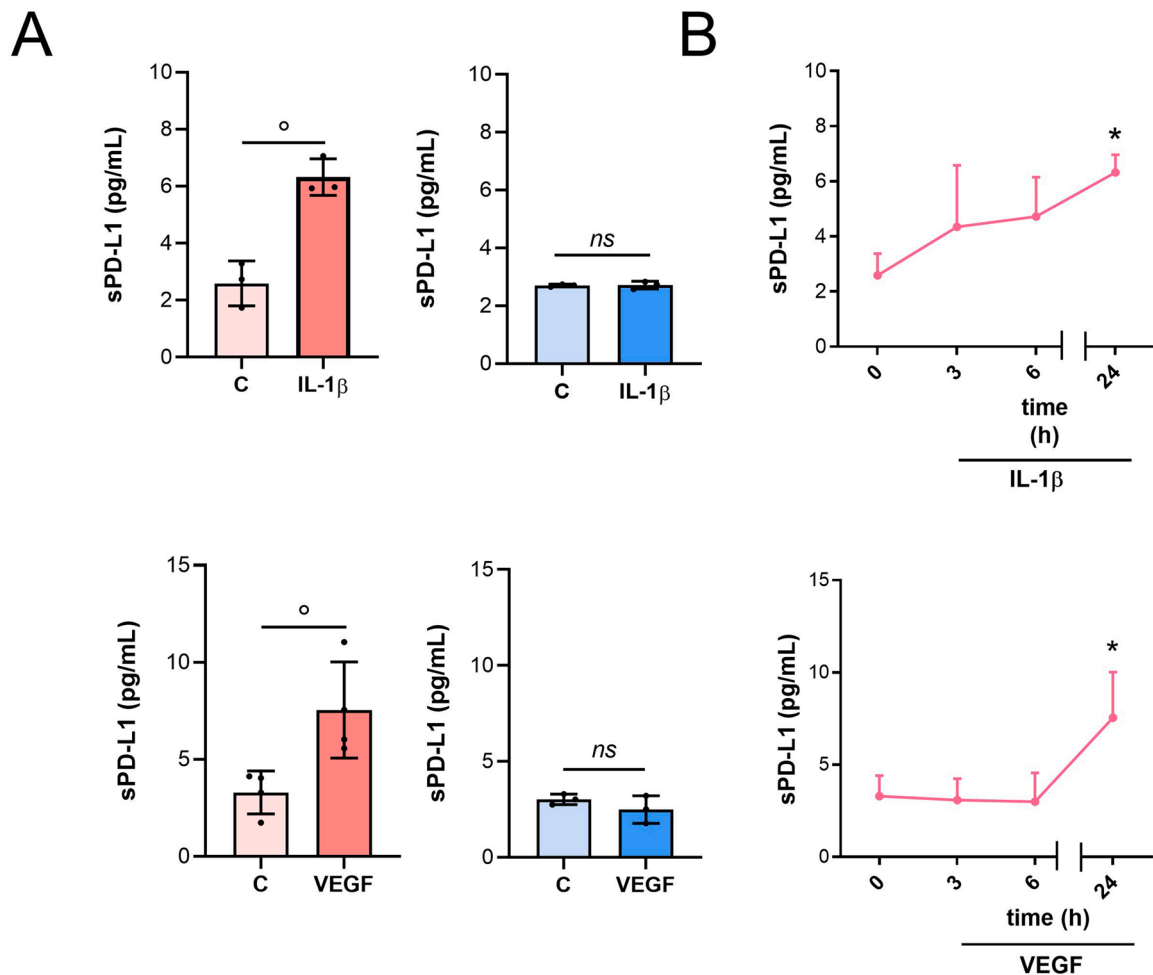 A
B
sPD-L1 (pg/mL)
10
8
6
4
2
0
°
C
IL-1β
sPD-L1 (pg/mL)
10
8
6
4
2
0
ns
C
IL-1β
sPD-L1 (pg/mL)
10
8
6
4
2
0
*
0
3
6
24
time
(h)
IL-1β
sPD-L1 (pg/mL)
15
10
5
0
°
C
VEGF
sPD-L1 (pg/mL)
15
10
5
0
ns
C
VEGF
sPD-L1 (pg/mL)
15
10
5
0
*
0
3
6
24
time (h)
VEGF